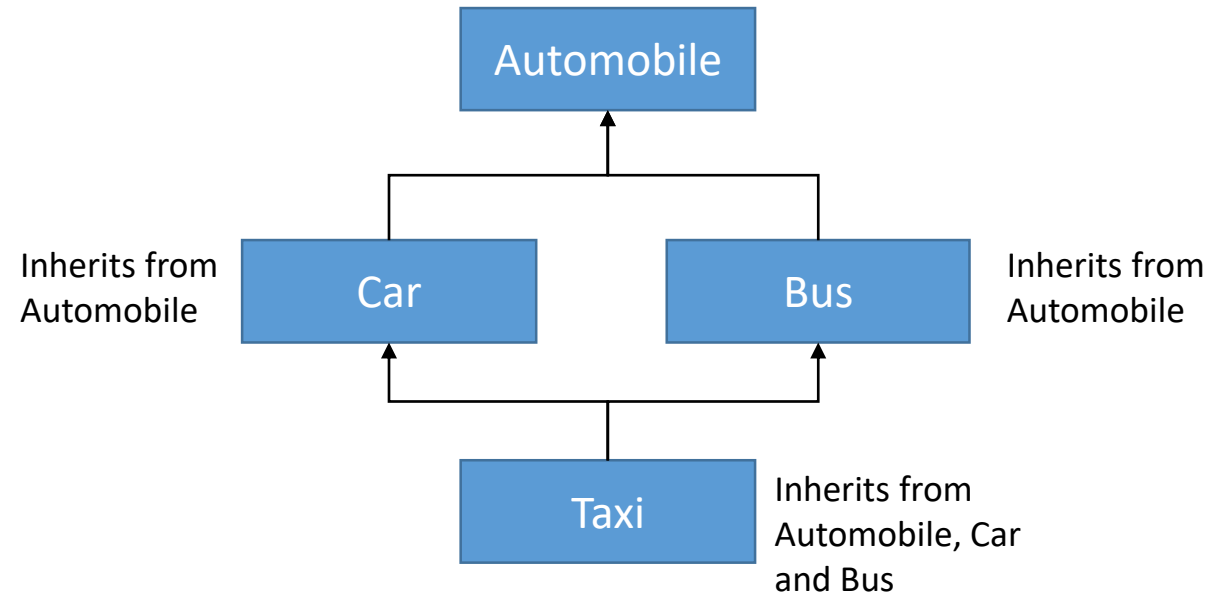 Automobile
Inherits from
Automobile
Car
Bus
Inherits from
Automobile
Taxi
Inherits from
Automobile, Car
and Bus